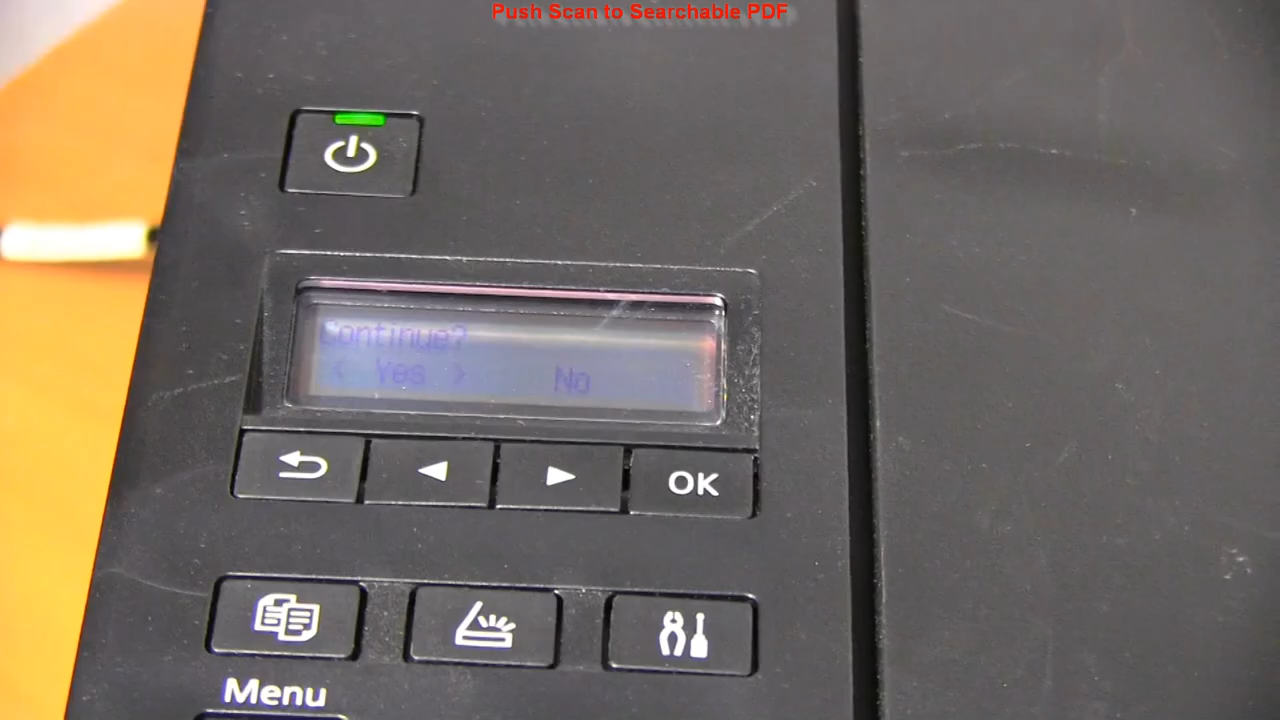 Push Scan to Searchable PDF
Continue?
< Yes > No
OK
Menu